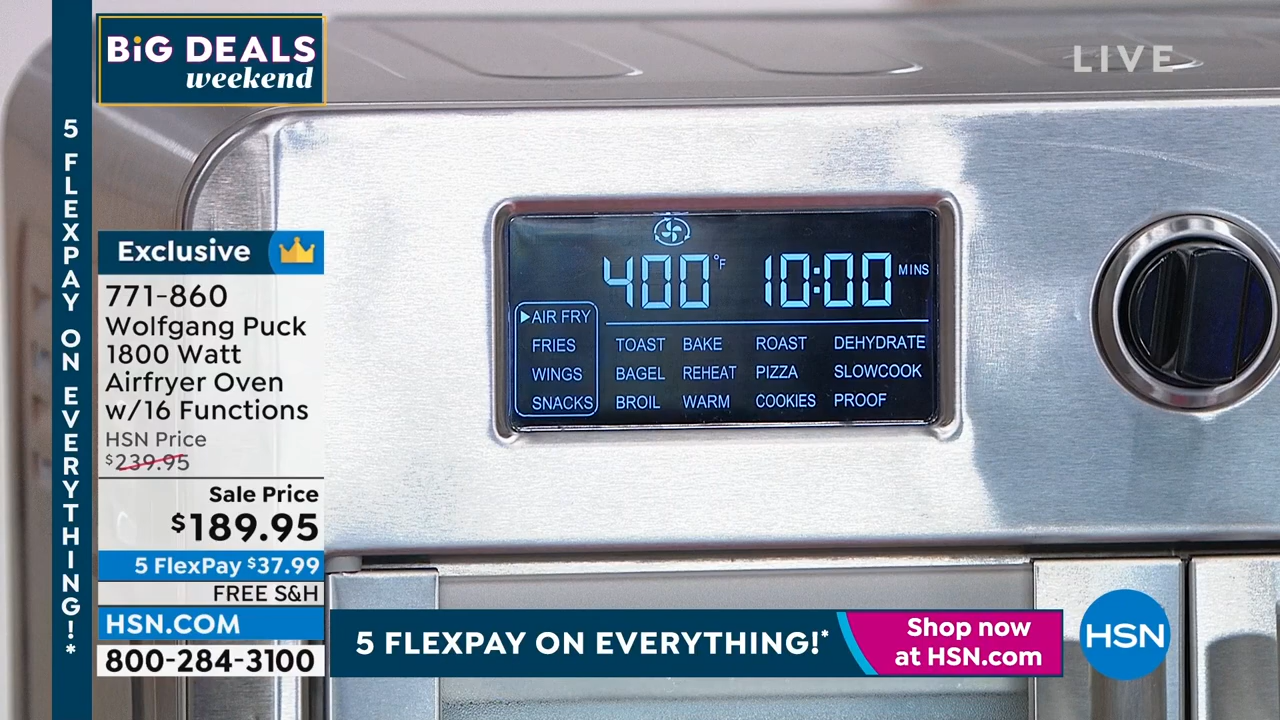 BiG DEALS
weekend
LIVE
5 FLEXPAY ON EVERYTHING!*
Exclusive
771-860
Wolfgang Puck
1800 Watt
Airfryer Oven
w/16 Functions
HSN Price
$239.95
Sale Price
$189.95
5 FlexPay $37.99
FREE S&H
HSN.COM
800-284-3100
400°F 10:00 MINS
AIR FRY
FRIES
WINGS
SNACKS
TOAST BAKE ROAST DEHYDRATE
BAGEL REHEAT PIZZA SLOWCOOK
BROIL WARM COOKIES PROOF
5 FLEXPAY ON EVERYTHING!*
Shop now
at HSN.com
HSN